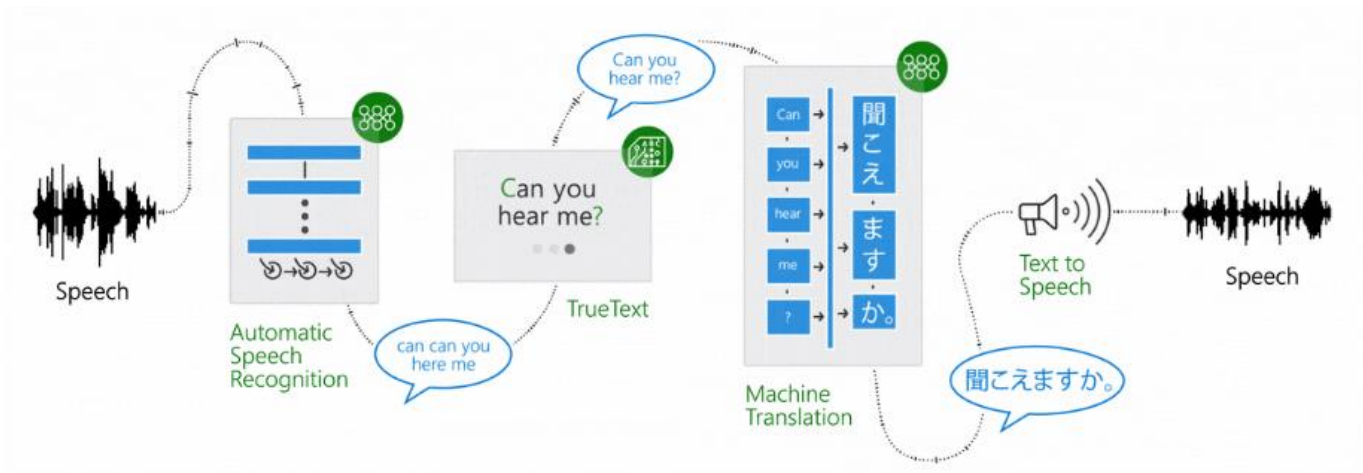 Speech
Automatic
Speech
Recognition
can can you
here me
Can you
hear me?
TrueText
Can you
hear me?
Can
you
hear
me
?
聞こえ
ます
か。
Machine
Translation
聞こえますか。
Text to
Speech
Speech